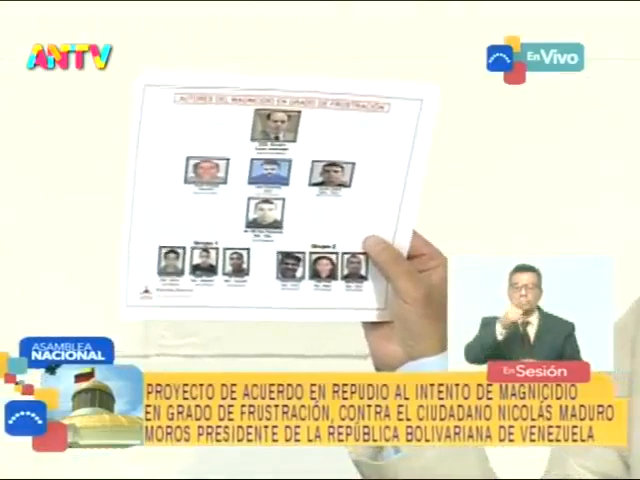 ANTV
En Vivo
AUTORES DEL MAGNICIDIO EN GRADO DE FRUSTRACIÓN
Grupo 1
Grupo 2
ASAMBLEA
NACIONAL
En Sesión
PROYECTO DE ACUERDO EN REPUDIO AL INTENTO DE MAGNICIDIO
EN GRADO DE FRUSTRACIÓN, CONTRA EL CIUDADANO NICOLÁS MADURO
MOROS PRESIDENTE DE LA REPÚBLICA BOLIVARIANA DE VENEZUELA